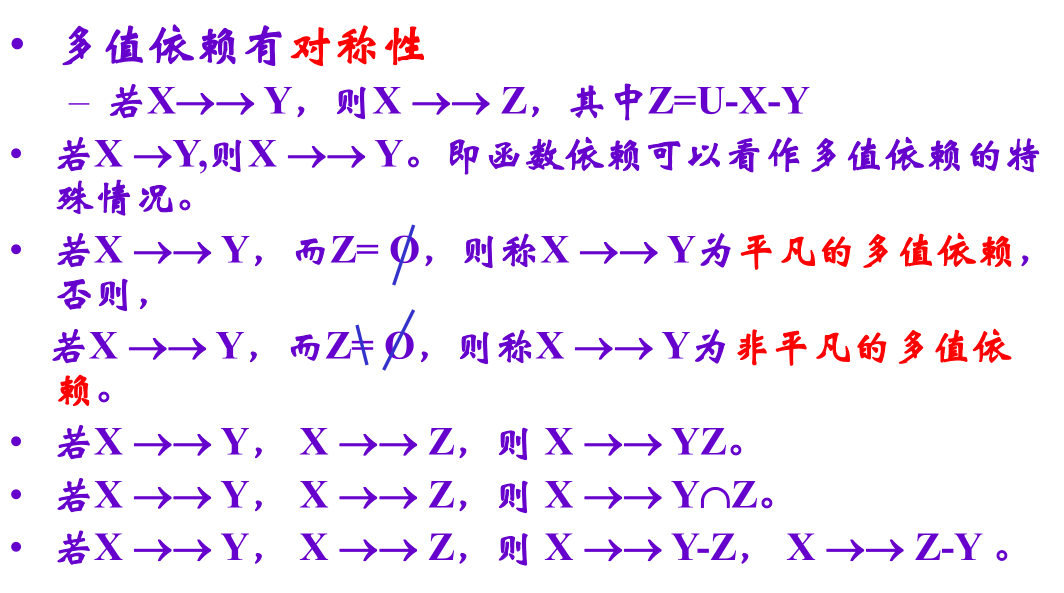 • 多值依赖有对称性
– 若X→→ Y，则X →→ Z，其中Z=U-X-Y
• 若X →Y,则X →→ Y。即函数依赖可以看作多值依赖的特
殊情况。
• 若X →→ Y，而Z= Ø，则称X →→ Y为平凡的多值依赖，
否则，
若X →→ Y，而Z≠ Ø，则称X →→ Y为非平凡的多值依
赖。
• 若X →→ Y， X →→ Z，则 X →→ YZ。
• 若X →→ Y， X →→ Z，则 X →→ Y∩Z。
• 若X →→ Y， X →→ Z，则 X →→ Y-Z， X →→ Z-Y 。